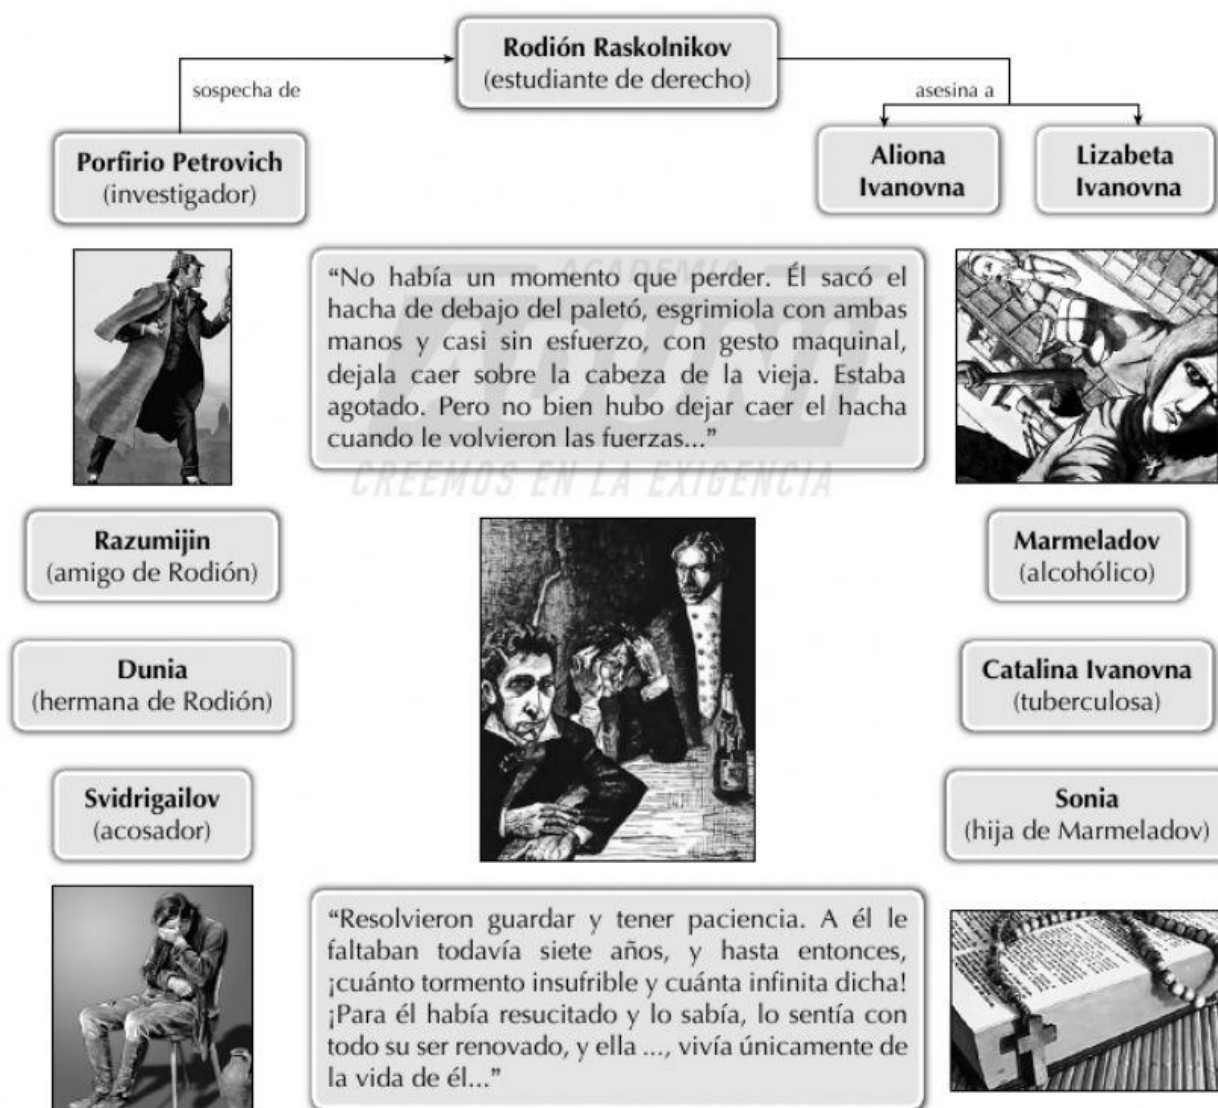 Rodión Raskolnikov
(estudiante de derecho)
sospecha de
asesina a
Porfirio Petrovich
(investigador)
Aliona
Ivanovna
Lizabeta
Ivanovna
“No había un momento que perder. Él sacó el
hacha de debajo del paletó, esgrimiola con ambas
manos y casi sin esfuerzo, con gesto maquinal,
dejala caer sobre la cabeza de la vieja. Estaba
agotado. Pero no bien hubo dejar caer el hacha
cuando le volvieron las fuerzas...”
ACADEMIA
ADUNI
CREEMOS EN LA EXIGENCIA
Razumijin
(amigo de Rodión)
Marmeladov
(alcohólico)
Dunia
(hermana de Rodión)
Catalina Ivanovna
(tuberculosa)
Svidrigailov
(acosador)
Sonia
(hija de Marmeladov)
“Resolvieron guardar y tener paciencia. A él le
faltaban todavía siete años, y hasta entonces,
¡cuánto tormento insufrible y cuánta infinita dicha!
¡Para él había resucitado y lo sabía, lo sentía con
todo su ser renovado, y ella ..., vivía únicamente de
la vida de él...”